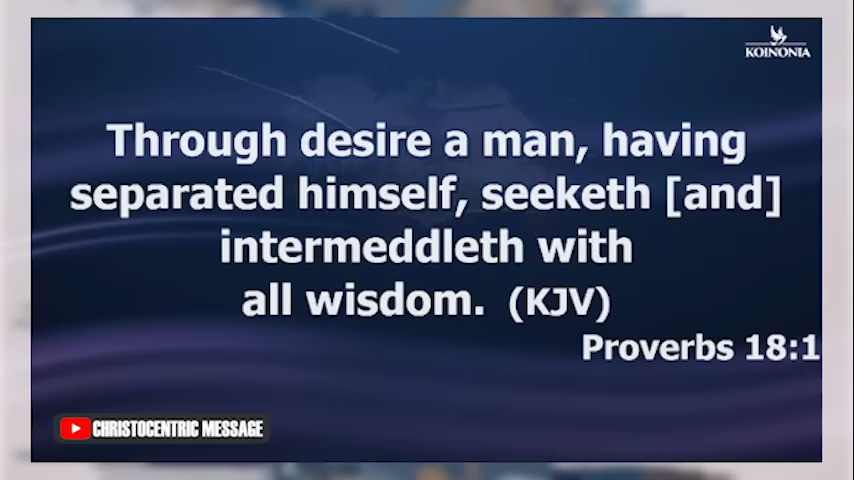 KOINONIA
Through desire a man, having
separated himself, seeketh [and]
intermeddleth with
all wisdom. (KJV)
Proverbs 18:1
CHRISTOCENTRIC MESSAGE